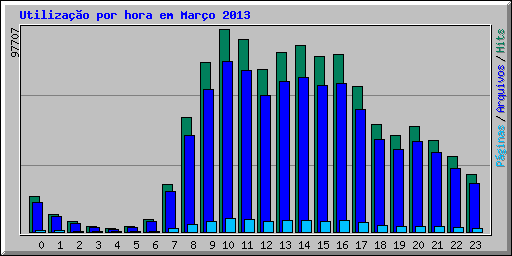 Utilização por hora em Março 2013
97707
Páginas / Arquivos / Hits
0 1 2 3 4 5 6 7 8 9 10 11 12 13 14 15 16 17 18 19 20 21 22 23